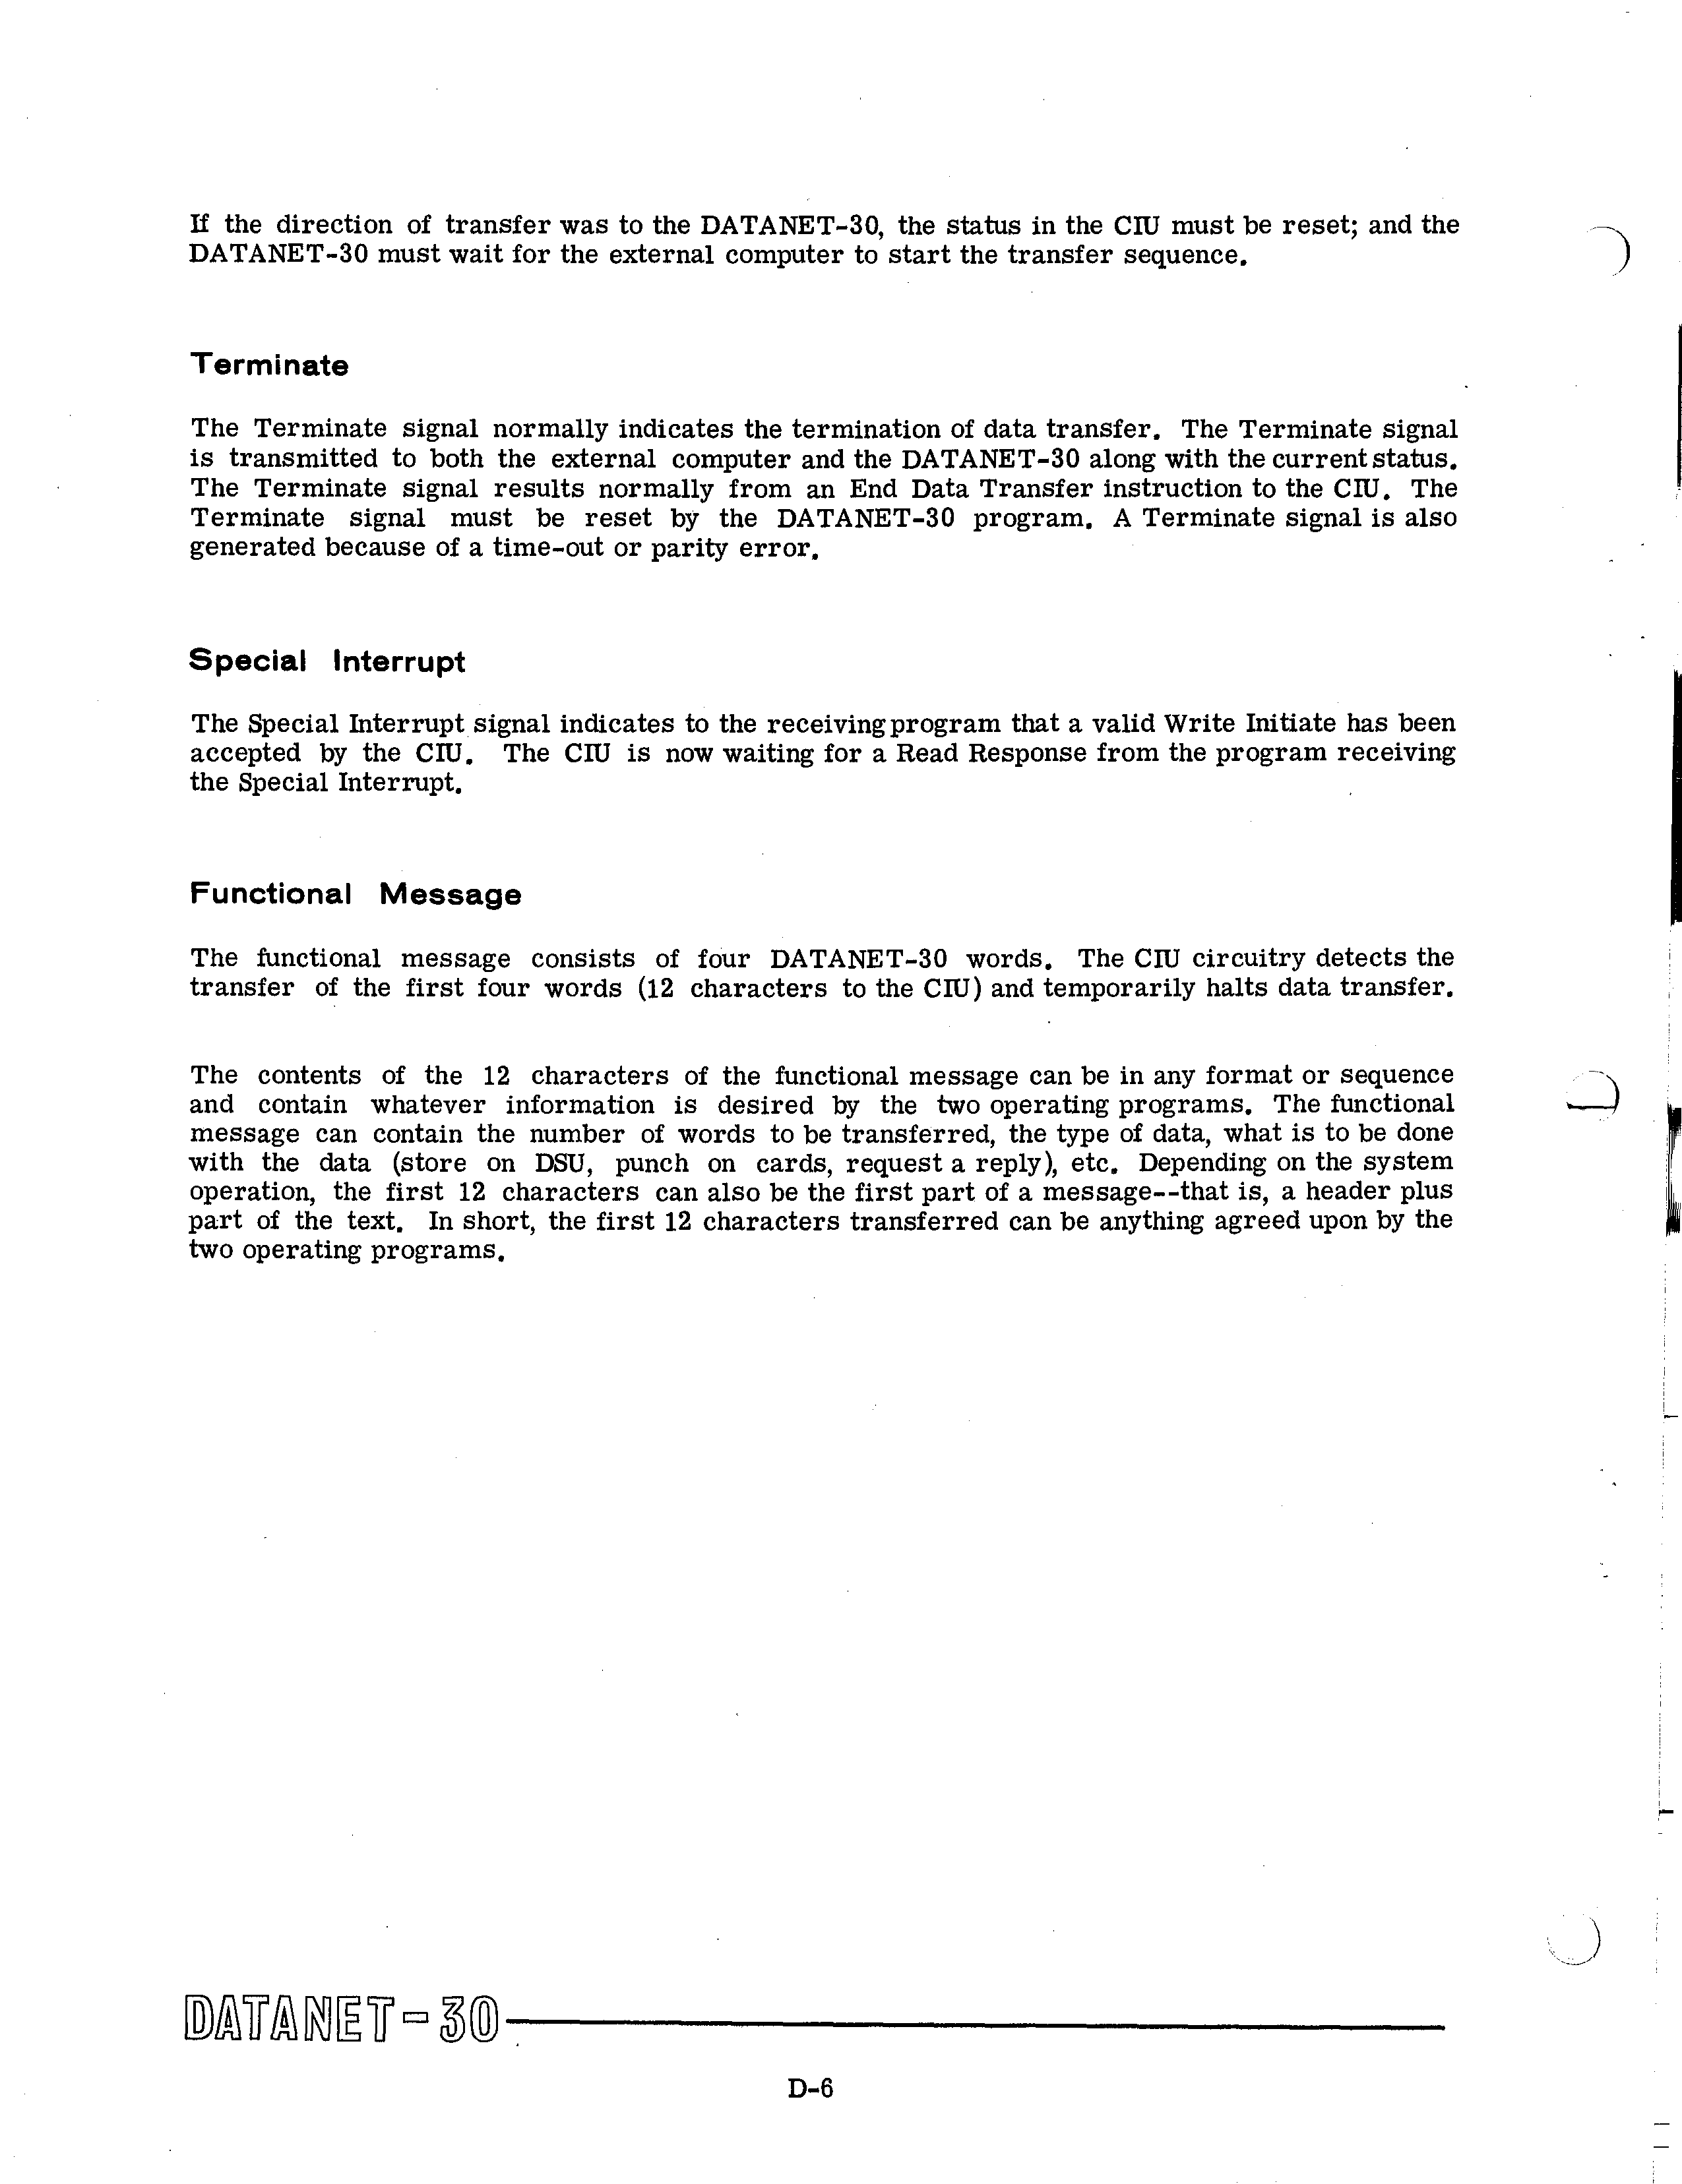 If the direction of transfer was to the DATANET-30, the status in the CIU must be reset; and the
DATANET-30 must wait for the external computer to start the transfer sequence.
Terminate
The Terminate signal normally indicates the termination of data transfer. The Terminate signal
is transmitted to both the external computer and the DATANET-30 along with the current status.
The Terminate signal results normally from an End Data Transfer instruction to the CIU. The
Terminate signal must be reset by the DATANET-30 program. A Terminate signal is also
generated because of a time-out or parity error.
Special Interrupt
The Special Interrupt signal indicates to the receiving program that a valid Write Initiate has been
accepted by the CIU. The CIU is now waiting for a Read Response from the program receiving
the Special Interrupt.
Functional Message
The functional message consists of four DATANET-30 words. The CIU circuitry detects the
transfer of the first four words (12 characters to the CIU) and temporarily halts data transfer.
The contents of the 12 characters of the functional message can be in any format or sequence
and contain whatever information is desired by the two operating programs. The functional
message can contain the number of words to be transferred, the type of data, what is to be done
with the data (store on DSU, punch on cards, request a reply), etc. Depending on the system
operation, the first 12 characters can also be the first part of a message--that is, a header plus
part of the text. In short, the first 12 characters transferred can be anything agreed upon by the
two operating programs.
DATANET-30
D-6